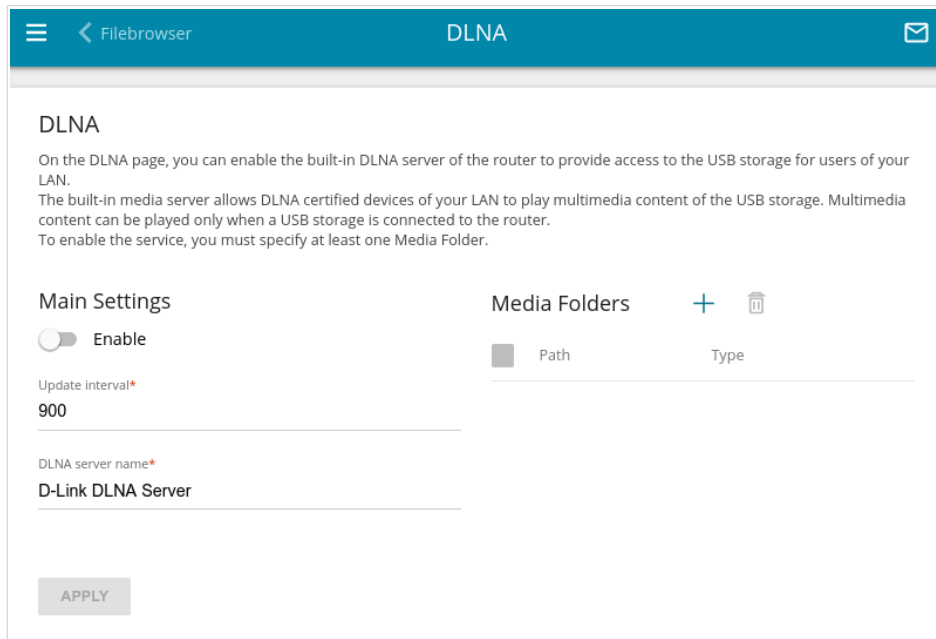 Filebrowser
DLNA
DLNA
On the DLNA page, you can enable the built-in DLNA server of the router to provide access to the USB storage for users of your
LAN.
The built-in media server allows DLNA certified devices of your LAN to play multimedia content of the USB storage. Multimedia
content can be played only when a USB storage is connected to the router.
To enable the service, you must specify at least one Media Folder.
Main Settings
Enable
Update interval*
900
DLNA server name*
D-Link DLNA Server
APPLY
Media Folders
Path Type